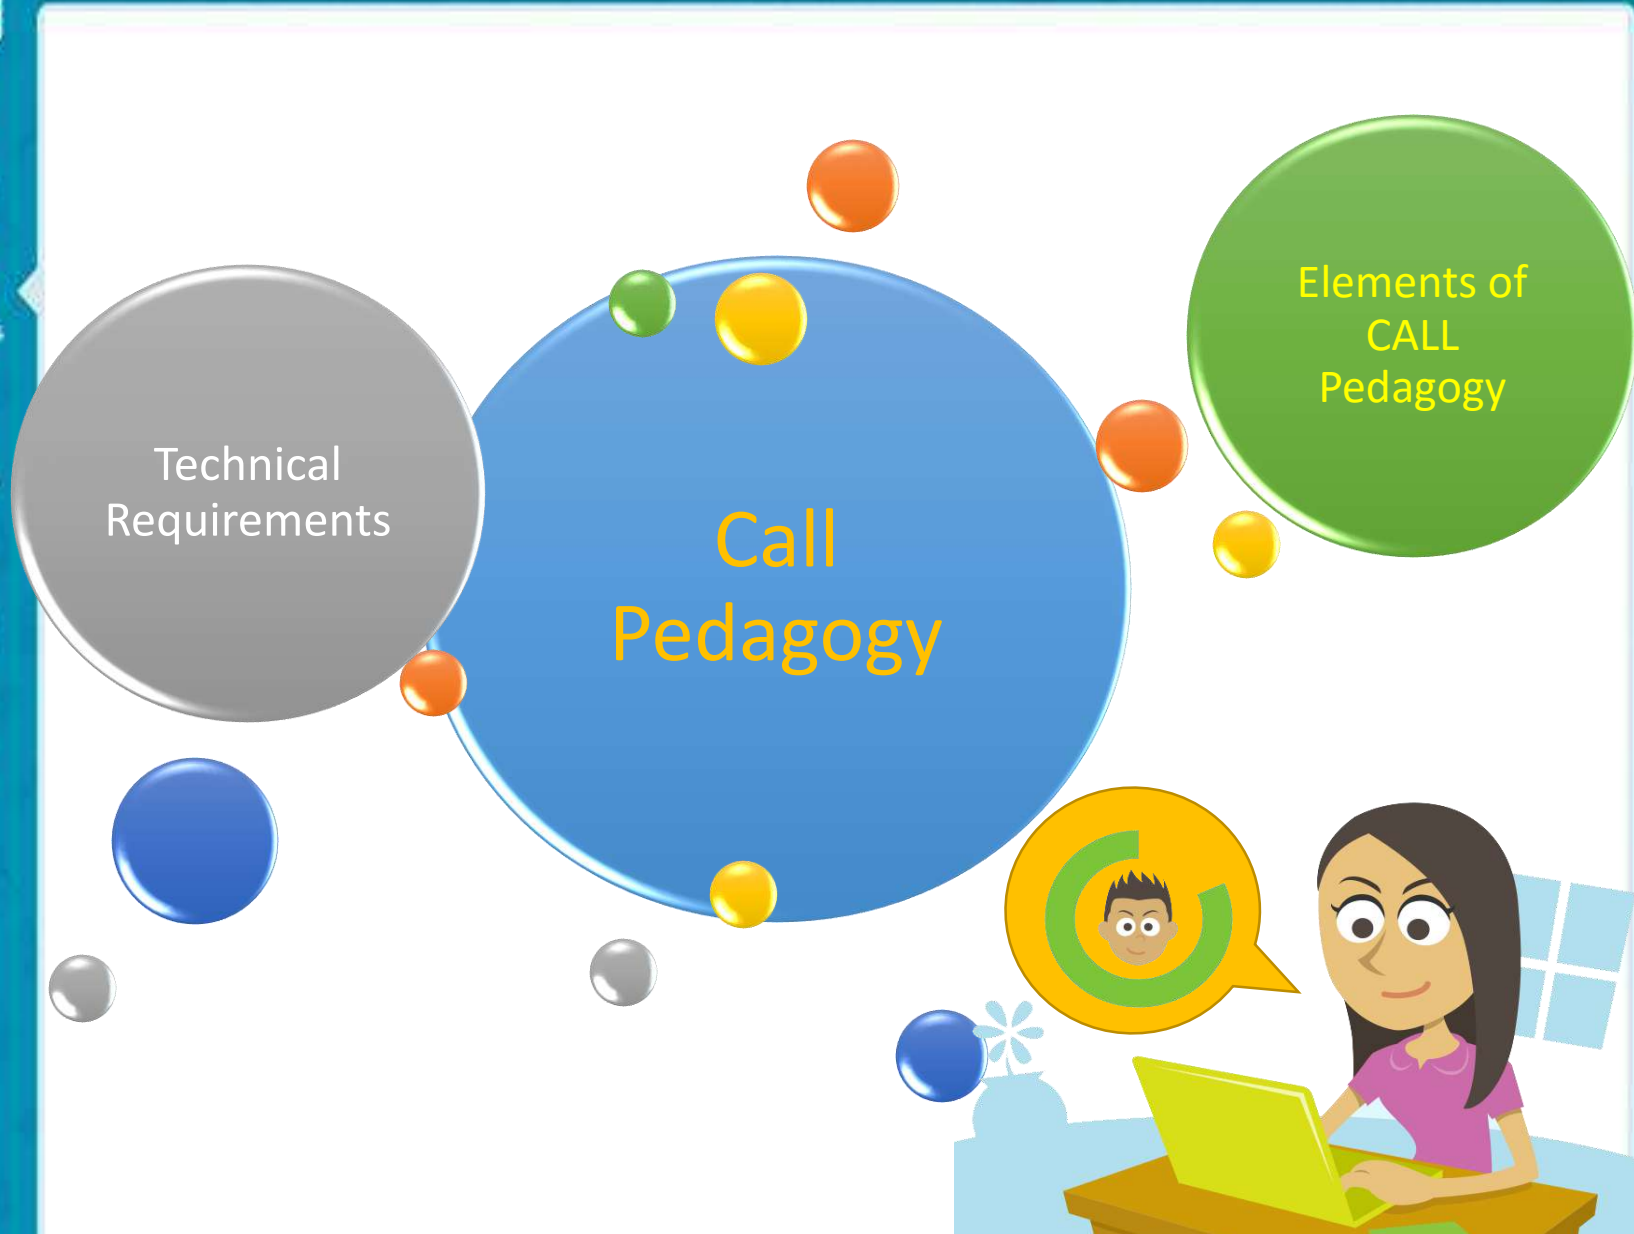 Technical
Requirements
Call
Pedagogy
Elements of
CALL
Pedagogy